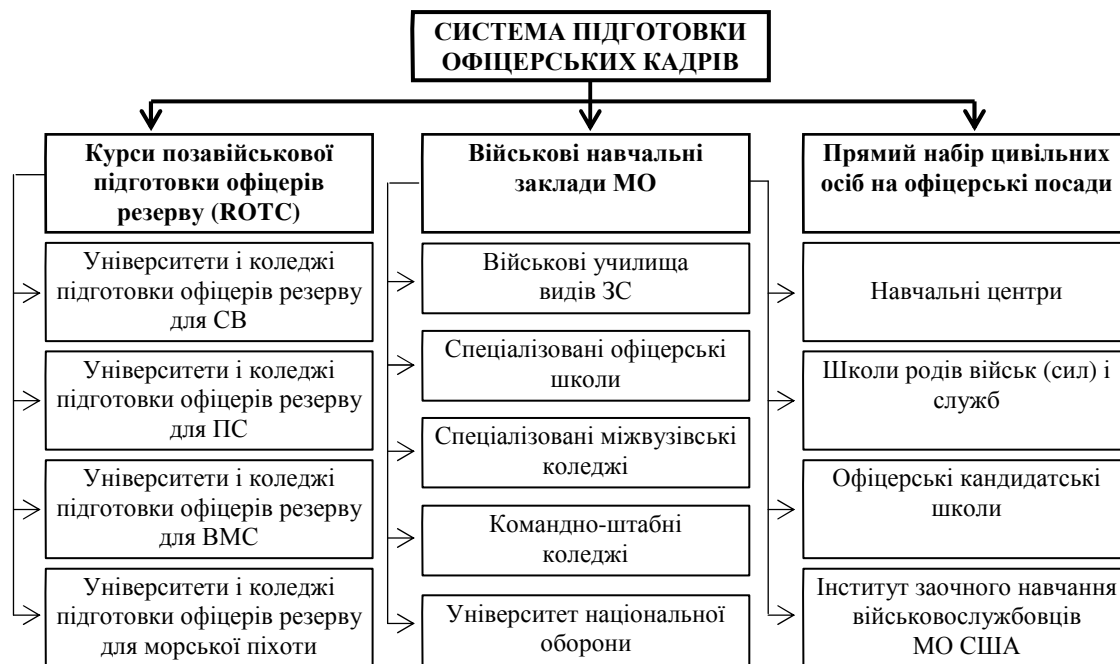 СИСТЕМА ПІДГОТОВКИ
ОФІЦЕРСЬКИХ КАДРІВ
Курси позавійськової
підготовки офіцерів
резерву (ROTC)
Університети і коледжі
підготовки офіцерів резерву
для СВ
Університети і коледжі
підготовки офіцерів резерву
для ПС
Університети і коледжі
підготовки офіцерів резерву
для ВМС
Університети і коледжі
підготовки офіцерів резерву
для морської піхоти
Військові навчальні
заклади МО
Військові училища
видів ЗС
Спеціалізовані офіцерські
школи
Спеціалізовані міжвузівські
коледжі
Командно-штабні
коледжі
Університет національної
оборони
Прямий набір цивільних
осіб на офіцерські посади
Навчальні центри
Школи родів військ (сил) і
служб
Офіцерські кандидатські
школи
Інститут заочного навчання
військовослужбовців
МО США